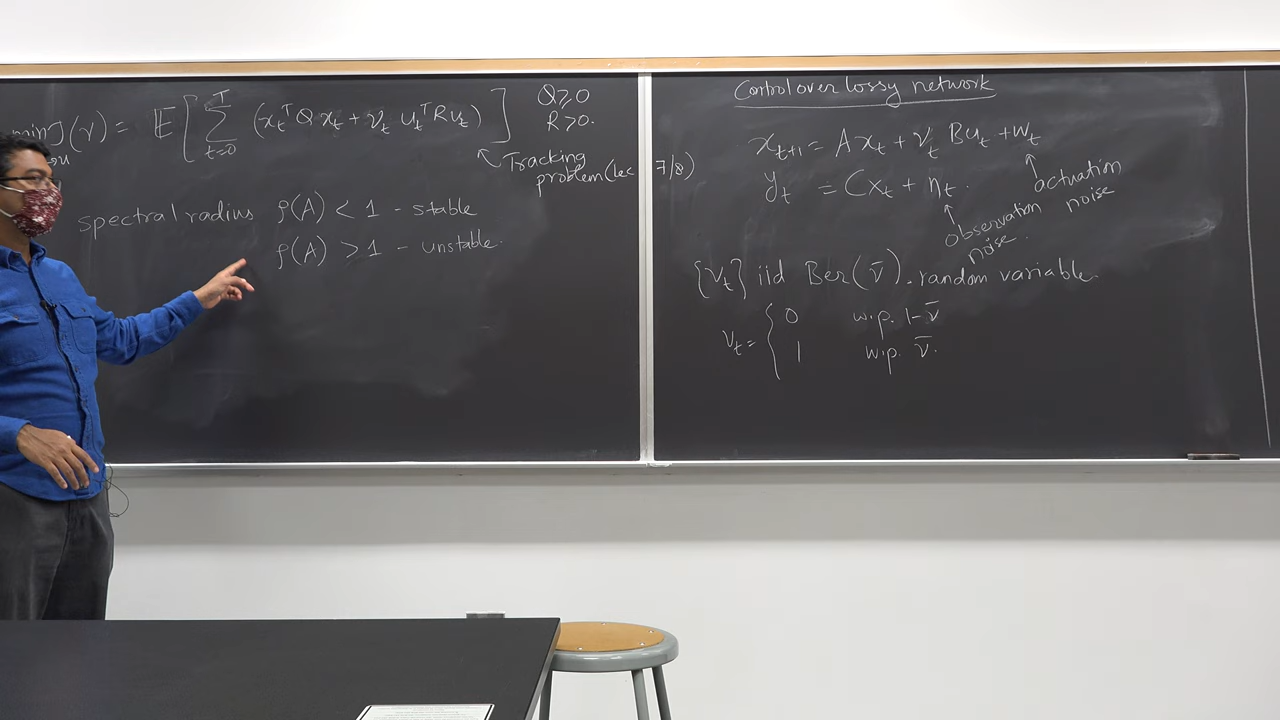 min J(γ) = 𝔼[ Σ_{t=0}^{T} (x_t^T Q x_t + ν_t u_t^T R u_t) ]
Q ⩾ 0
R > 0.
Tracking
problem (lec 7/8)
spectral radius ρ(A) < 1 - stable
ρ(A) > 1 - unstable.
Control over lossy network
x_{t+1} = A x_t + ν_t B u_t + w_t
y_t = C x_t + η_t.
actuation
noise
observation
noise.
{ν_t} iid Ber(ν̄) - random variable.
ν_t = { 0 w.p. 1-ν̄
1 w.p. ν̄.